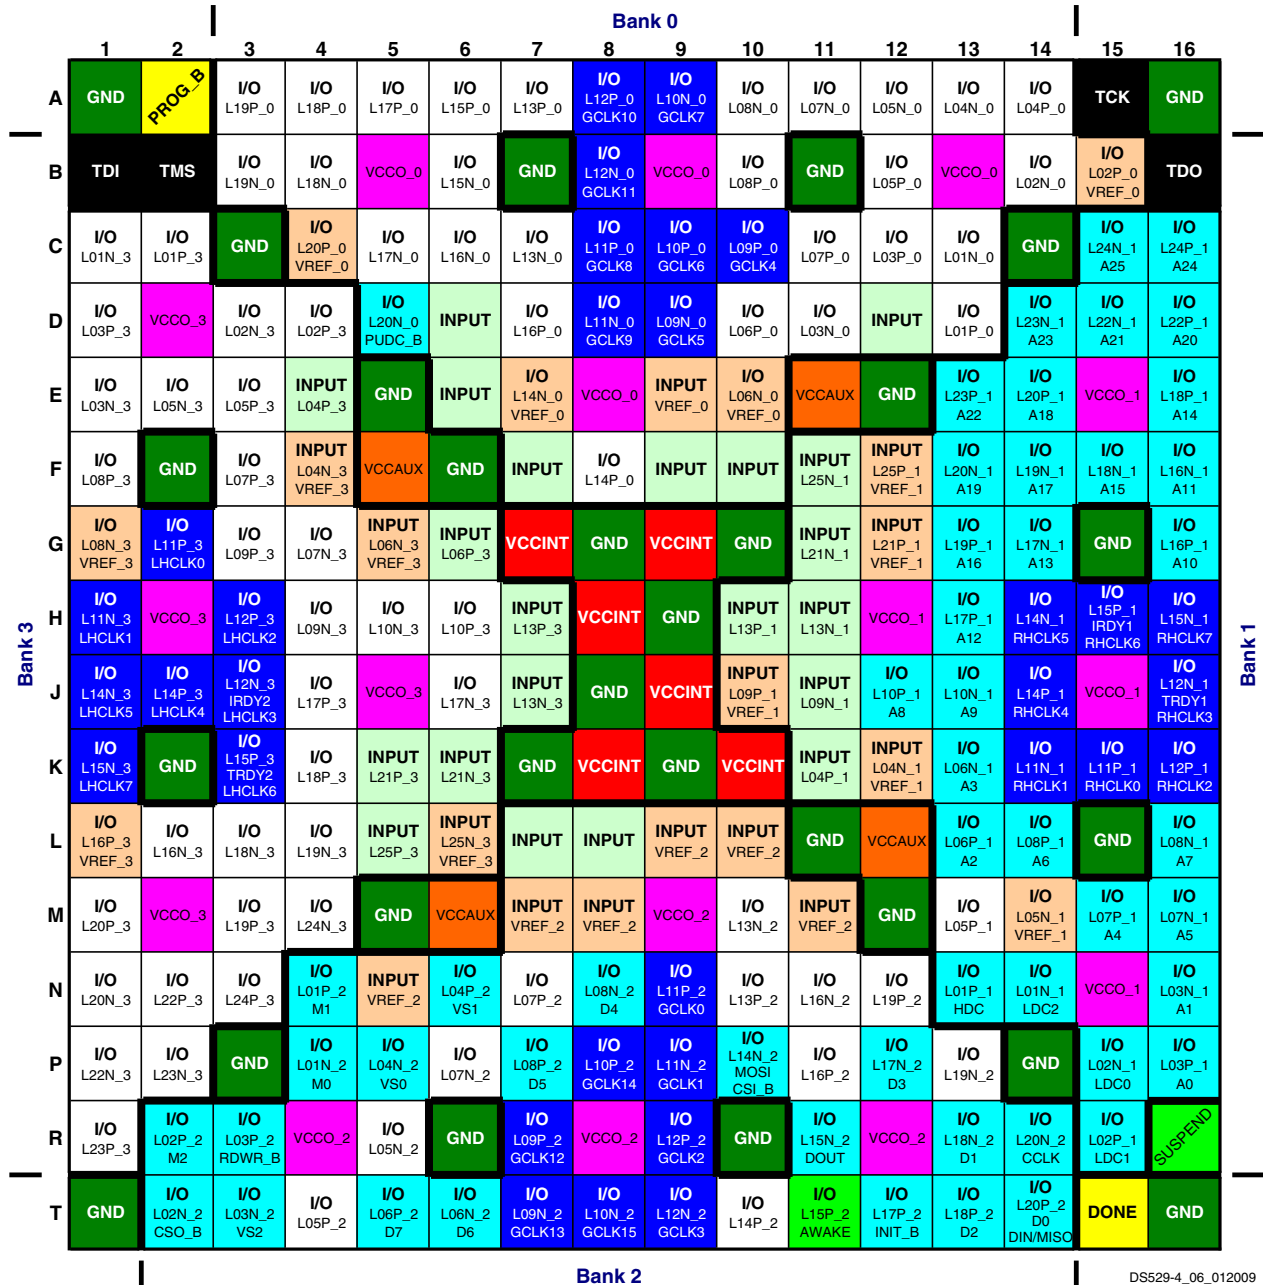 Bank 0
1 2 3 4 5 6 7 8 9 10 11 12 13 14 15 16
A GND PROG_B I/O L19P_0 I/O L18P_0 I/O L17P_0 I/O L15P_0 I/O L13P_0 I/O L12P_0 GCLK10 I/O L10N_0 GCLK7 I/O L08N_0 I/O L07N_0 I/O L05N_0 I/O L04N_0 I/O L04P_0 TCK GND
B TDI TMS I/O L19N_0 I/O L18N_0 VCCO_0 I/O L15N_0 GND I/O L12N_0 GCLK11 VCCO_0 I/O L08P_0 GND I/O L05P_0 VCCO_0 I/O L02N_0 I/O L02P_0 VREF_0 TDO
C I/O L01N_3 I/O L01P_3 GND I/O L20P_0 VREF_0 I/O L17N_0 I/O L16N_0 I/O L13N_0 I/O L11P_0 GCLK8 I/O L10P_0 GCLK6 I/O L09P_0 GCLK4 I/O L07P_0 I/O L03P_0 I/O L01N_0 GND I/O L24N_1 A25 I/O L24P_1 A24
D I/O L03P_3 VCCO_3 I/O L02N_3 I/O L02P_3 I/O L20N_0 PUDC_B INPUT I/O L16P_0 I/O L11N_0 GCLK9 I/O L09N_0 GCLK5 I/O L06P_0 I/O L03N_0 INPUT I/O L01P_0 I/O L23N_1 A23 I/O L22N_1 A21 I/O L22P_1 A20
E I/O L03N_3 I/O L05N_3 I/O L05P_3 INPUT L04P_3 GND INPUT I/O L14N_0 VREF_0 VCCO_0 INPUT VREF_0 I/O L06N_0 VREF_0 VCCAUX GND I/O L23P_1 A22 I/O L20P_1 A18 VCCO_1 I/O L18P_1 A14
F I/O L08P_3 GND I/O L07P_3 INPUT L04N_3 VREF_3 VCCAUX GND INPUT I/O L14P_0 INPUT INPUT INPUT L25N_1 INPUT L25P_1 VREF_1 I/O L20N_1 A19 I/O L19N_1 A17 I/O L18N_1 A15 I/O L16N_1 A11
G I/O L08N_3 VREF_3 I/O L11P_3 LHCLK0 I/O L09P_3 I/O L07N_3 INPUT L06N_3 VREF_3 INPUT L06P_3 VCCINT GND VCCINT GND INPUT L21N_1 INPUT L21P_1 VREF_1 I/O L19P_1 A16 I/O L17N_1 A13 GND I/O L16P_1 A10
H I/O L11N_3 LHCLK1 VCCO_3 I/O L12P_3 LHCLK2 I/O L09N_3 I/O L10N_3 I/O L10P_3 INPUT L13P_3 VCCINT GND INPUT L13P_1 INPUT L13N_1 VCCO_1 I/O L17P_1 A12 I/O L14N_1 RHCLK5 I/O L15P_1 IRDY1 RHCLK6 I/O L15N_1 RHCLK7
Bank 3
Bank 1
J I/O L14N_3 LHCLK5 I/O L14P_3 LHCLK4 I/O L12N_3 IRDY2 LHCLK3 I/O L17P_3 VCCO_3 I/O L17N_3 INPUT L13N_3 GND VCCINT INPUT L09P_1 VREF_1 INPUT L09N_1 I/O L10P_1 A8 I/O L10N_1 A9 I/O L14P_1 RHCLK4 VCCO_1 I/O L12N_1 TRDY1 RHCLK3
K I/O L15N_3 LHCLK7 GND I/O L15P_3 TRDY2 LHCLK6 I/O L18P_3 INPUT L21P_3 INPUT L21N_3 GND VCCINT GND VCCINT INPUT L04P_1 INPUT L04N_1 VREF_1 I/O L06N_1 A3 I/O L11N_1 RHCLK1 I/O L11P_1 RHCLK0 I/O L12P_1 RHCLK2
L I/O L16P_3 VREF_3 I/O L16N_3 I/O L18N_3 I/O L19N_3 INPUT L25P_3 INPUT L25N_3 VREF_3 INPUT INPUT INPUT VREF_2 INPUT VREF_2 GND VCCAUX I/O L06P_1 A2 I/O L08P_1 A6 GND I/O L08N_1 A7
M I/O L20P_3 VCCO_3 I/O L19P_3 I/O L24N_3 GND VCCAUX INPUT VREF_2 INPUT VREF_2 VCCO_2 I/O L13N_2 INPUT VREF_2 GND I/O L05P_1 I/O L05N_1 VREF_1 I/O L07P_1 A4 I/O L07N_1 A5
N I/O L20N_3 I/O L22P_3 I/O L24P_3 I/O L01P_2 M1 INPUT VREF_2 I/O L04P_2 VS1 I/O L07P_2 I/O L08N_2 D4 I/O L11P_2 GCLK0 I/O L13P_2 I/O L16N_2 I/O L19P_2 I/O L01P_1 HDC I/O L01N_1 LDC2 VCCO_1 I/O L03N_1 A1
P I/O L22N_3 I/O L23N_3 GND I/O L01N_2 M0 I/O L04N_2 VS0 I/O L07N_2 I/O L08P_2 D5 I/O L10P_2 GCLK14 I/O L11N_2 GCLK1 I/O L14N_2 MOSI CSI_B I/O L16P_2 I/O L17N_2 D3 I/O L19N_2 GND I/O L02N_1 LDC0 I/O L03P_1 A0
R I/O L23P_3 I/O L02P_2 M2 I/O L03P_2 RDWR_B VCCO_2 I/O L05N_2 GND I/O L09P_2 GCLK12 VCCO_2 I/O L12P_2 GCLK2 GND I/O L15N_2 DOUT VCCO_2 I/O L18N_2 D1 I/O L20N_2 CCLK I/O L02P_1 LDC1 SUSPEND
T GND I/O L02N_2 CSO_B I/O L03N_2 VS2 I/O L05P_2 I/O L06P_2 D7 I/O L06N_2 D6 I/O L09N_2 GCLK13 I/O L10N_2 GCLK15 I/O L12N_2 GCLK3 I/O L14P_2 I/O L15P_2 AWAKE I/O L17P_2 INIT_B I/O L18P_2 D2 I/O L20P_2 D0 DIN/MISO DONE GND
Bank 2
DS529-4_06_012009